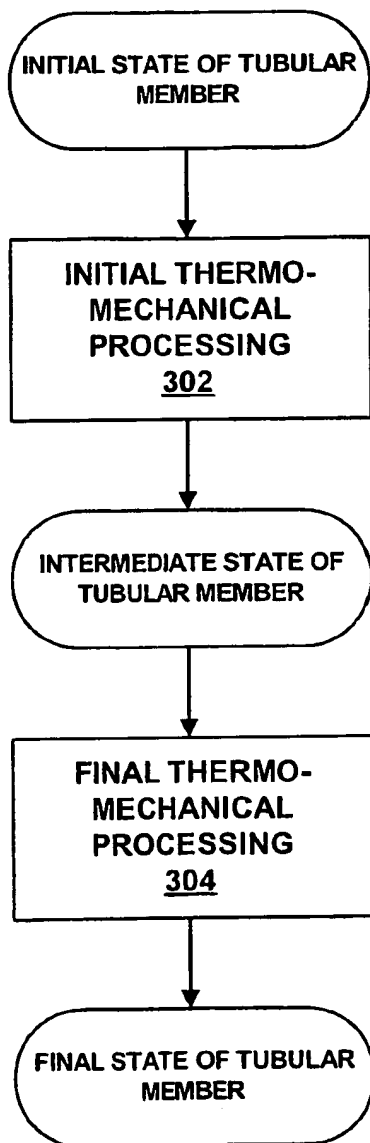 INITIAL STATE OF TUBULAR
MEMBER
INITIAL THERMO-
MECHANICAL
PROCESSING
302
INTERMEDIATE STATE OF
TUBULAR MEMBER
FINAL THERMO-
MECHANICAL
PROCESSING
304
FINAL STATE OF TUBULAR
MEMBER